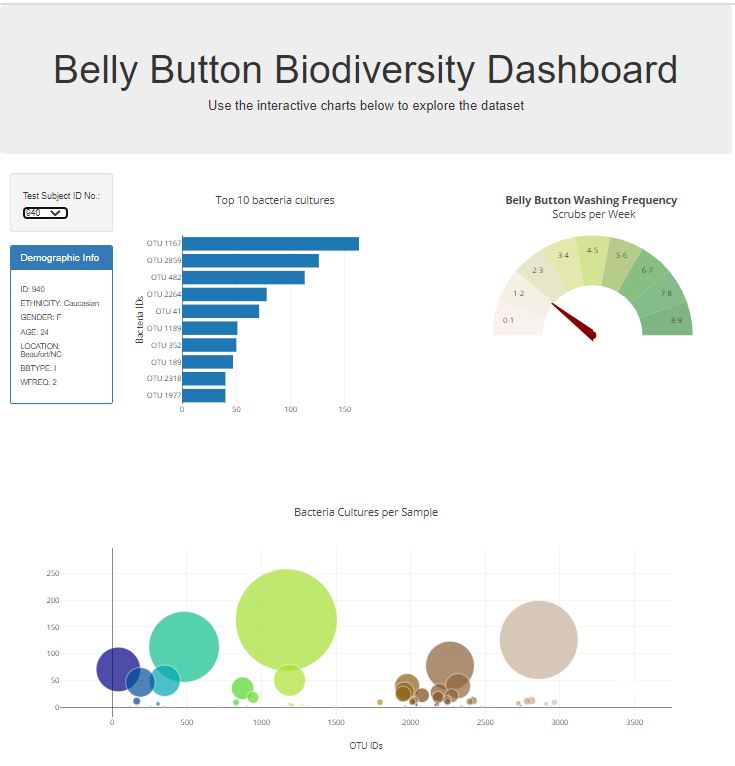 Belly Button Biodiversity Dashboard
Use the interactive charts below to explore the dataset
Test Subject ID No.:
940
Demographic Info
ID: 940
ETHNICITY: Caucasian
GENDER: F
AGE: 24
LOCATION:
Beaufort/NC
BBTYPE: I
WFREQ: 2
Top 10 bacteria cultures
Bacteria IDs
OTU 1167
OTU 2859
OTU 482
OTU 2264
OTU 41
OTU 1189
OTU 352
OTU 189
OTU 2318
OTU 1977
0 50 100 150
Belly Button Washing Frequency
Scrubs per Week
0-1
1-2
2-3
3-4
4-5
5-6
6-7
7-8
8-9
Bacteria Cultures per Sample
250
200
150
100
50
0
0 500 1000 1500 2000 2500 3000 3500
OTU IDs